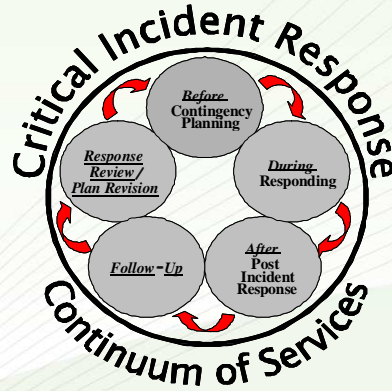 Critical Incident Response
Before
Contingency
Planning
During
Responding
After
Post
Incident
Response
Follow-Up
Response
Review/
Plan Revision
Continuum of Services